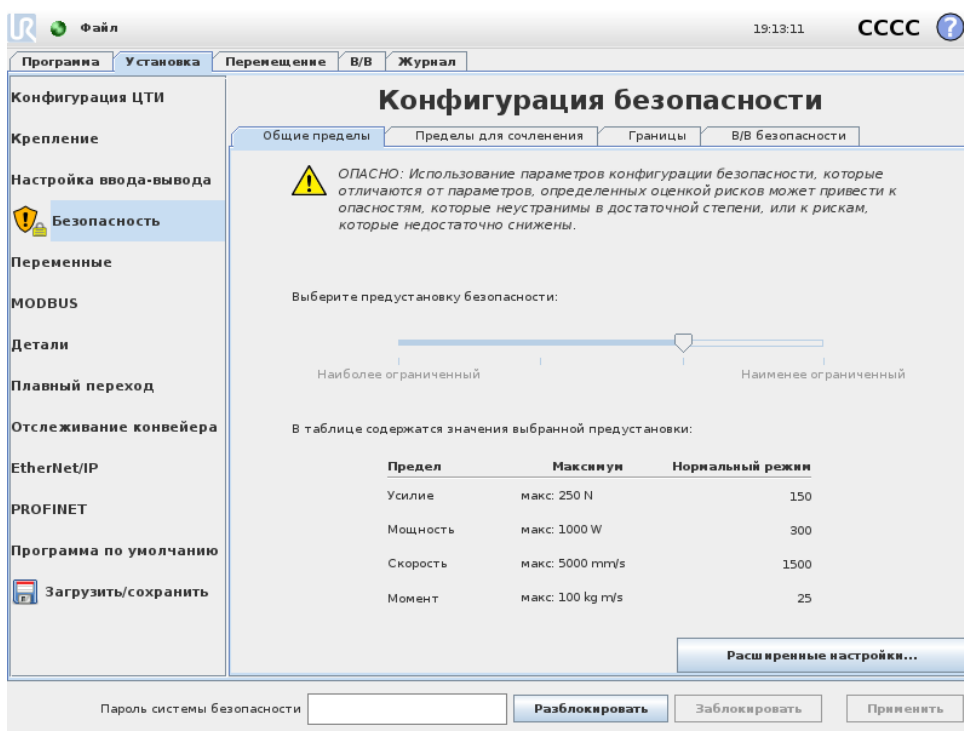 UR Файл 19:13:11 CCCC ?
Программа Установка Перемещение В/В Журнал
Конфигурация ЦТИ
Крепление
Настройка ввода-вывода
Безопасность
Переменные
MODBUS
Детали
Плавный переход
Отслеживание конвейера
EtherNet/IP
PROFINET
Программа по умолчанию
Загрузить/сохранить
Конфигурация безопасности
Общие пределы Пределы для сочленения Границы В/В безопасности
ОПАСНО: Использование параметров конфигурации безопасности, которые
отличаются от параметров, определенных оценкой рисков может привести к
опасностям, которые неустранимы в достаточной степени, или к рискам,
которые недостаточно снижены.
Выберите предустановку безопасности:
Наиболее ограниченный Наименее ограниченный
В таблице содержатся значения выбранной предустановки:
Предел Максимум Нормальный режим
Усилие макс: 250 N 150
Мощность макс: 1000 W 300
Скорость макс: 5000 mm/s 1500
Момент макс: 100 kg m/s 25
Расширенные настройки...
Пароль системы безопасности Разблокировать Заблокировать Применить